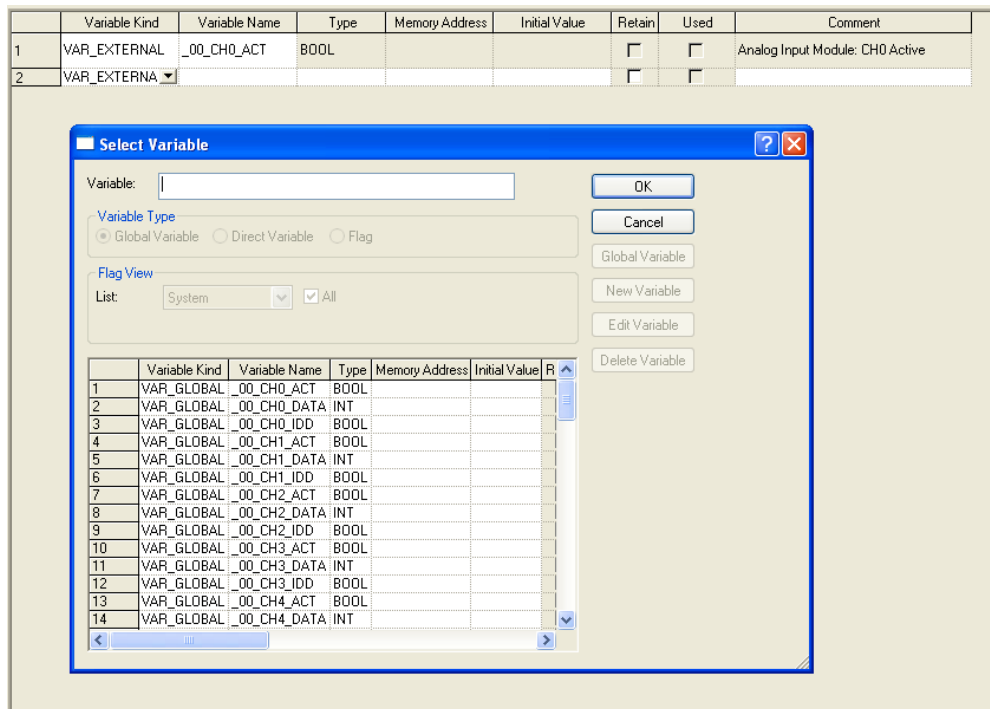 Variable Kind Variable Name Type Memory Address Initial Value Retain Used Comment
1 VAR_EXTERNAL _00_CH0_ACT BOOL Analog Input Module: CH0 Active
2 VAR_EXTERNA
Select Variable
Variable:
OK
Variable Type
Cancel
Global Variable Direct Variable Flag
Global Variable
Flag View
List: System All
New Variable
Edit Variable
Delete Variable
Variable Kind Variable Name Type Memory Address Initial Value R
1 VAR_GLOBAL _00_CH0_ACT BOOL
2 VAR_GLOBAL _00_CH0_DATA INT
3 VAR_GLOBAL _00_CH0_IDD BOOL
4 VAR_GLOBAL _00_CH1_ACT BOOL
5 VAR_GLOBAL _00_CH1_DATA INT
6 VAR_GLOBAL _00_CH1_IDD BOOL
7 VAR_GLOBAL _00_CH2_ACT BOOL
8 VAR_GLOBAL _00_CH2_DATA INT
9 VAR_GLOBAL _00_CH2_IDD BOOL
10 VAR_GLOBAL _00_CH3_ACT BOOL
11 VAR_GLOBAL _00_CH3_DATA INT
12 VAR_GLOBAL _00_CH3_IDD BOOL
13 VAR_GLOBAL _00_CH4_ACT BOOL
14 VAR_GLOBAL _00_CH4_DATA INT